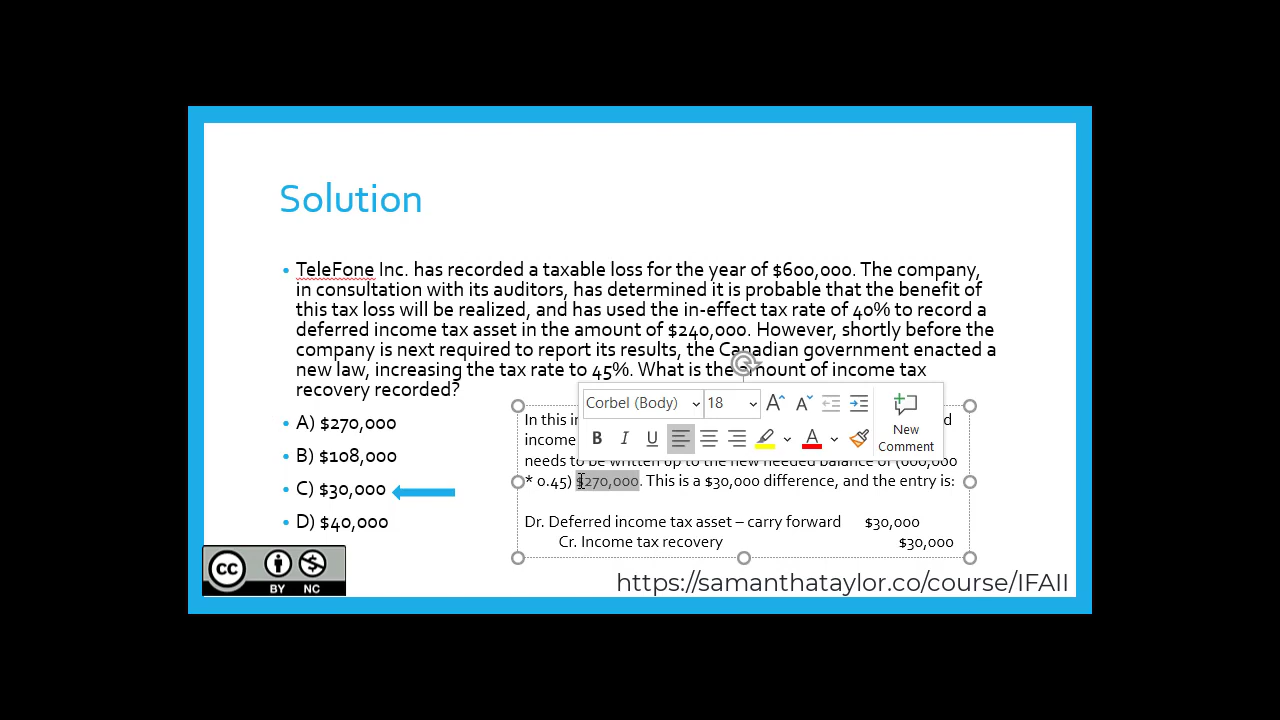 Solution
• TeleFone Inc. has recorded a taxable loss for the year of $600,000. The company,
in consultation with its auditors, has determined it is probable that the benefit of
this tax loss will be realized, and has used the in-effect tax rate of 40% to record a
deferred income tax asset in the amount of $240,000. However, shortly before the
company is next required to report its results, the Canadian government enacted a
new law, increasing the tax rate to 45%. What is the amount of income tax
recovery recorded?
• A) $270,000
• B) $108,000
• C) $30,000
• D) $40,000
Corbel (Body) 18 A A
B I U A
New
Comment
In this in
income
needs to be written up to the new needed balance of (600,000
* 0.45) $270,000. This is a $30,000 difference, and the entry is:
Dr. Deferred income tax asset – carry forward $30,000
Cr. Income tax recovery $30,000
cc
BY NC
https://samanthataylor.co/course/IFAII